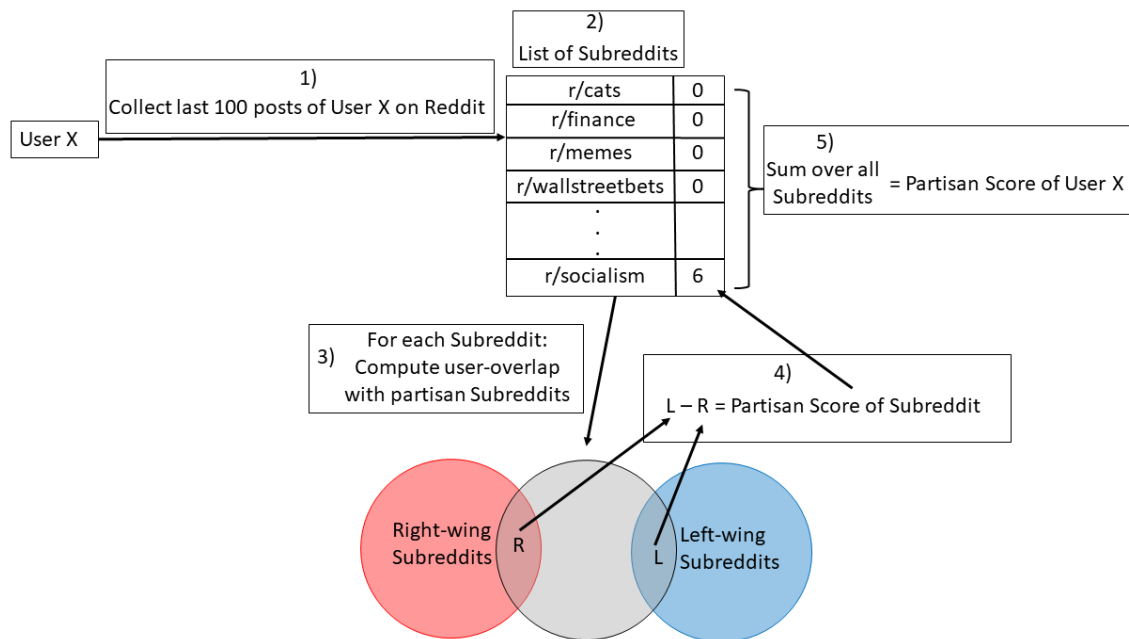 2)
List of Subreddits
1)
Collect last 100 posts of User X on Reddit
User X
r/cats 0
r/finance 0
r/memes 0
r/wallstreetbets 0
.
.
.
r/socialism 6
5)
Sum over all
Subreddits
= Partisan Score of User X
3)
For each Subreddit:
Compute user-overlap
with partisan Subreddits
4)
L – R = Partisan Score of Subreddit
Right-wing
Subreddits
R
L
Left-wing
Subreddits